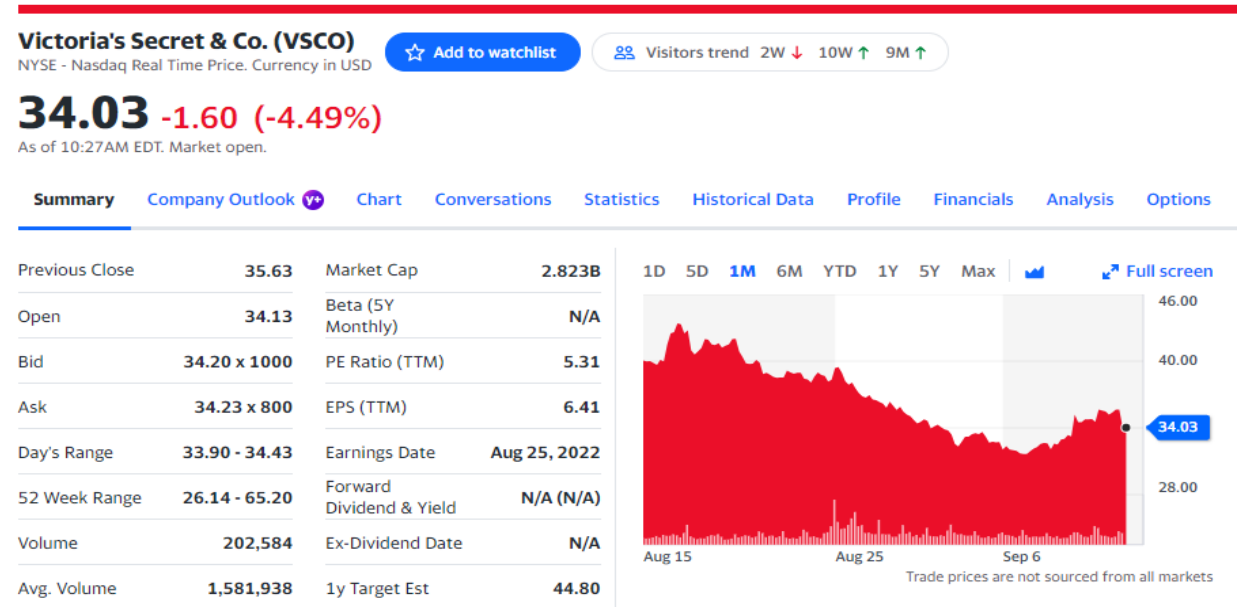 Victoria's Secret & Co. (VSCO)
NYSE - Nasdaq Real Time Price. Currency in USD
Add to watchlist
Visitors trend 2W ↓ 10W ↑ 9M ↑
34.03 -1.60 (-4.49%)
As of 10:27AM EDT. Market open.
Summary Company Outlook Y+ Chart Conversations Statistics Historical Data Profile Financials Analysis Options
Previous Close 35.63
Open 34.13
Bid 34.20 x 1000
Ask 34.23 x 800
Day's Range 33.90 - 34.43
52 Week Range 26.14 - 65.20
Volume 202,584
Avg. Volume 1,581,938
Market Cap 2.823B
Beta (5Y
Monthly) N/A
PE Ratio (TTM) 5.31
EPS (TTM) 6.41
Earnings Date Aug 25, 2022
Forward
Dividend & Yield N/A (N/A)
Ex-Dividend Date N/A
1y Target Est 44.80
1D 5D 1M 6M YTD 1Y 5Y Max Full screen
46.00
40.00
34.03
28.00
Aug 15 Aug 25 Sep 6
Trade prices are not sourced from all markets